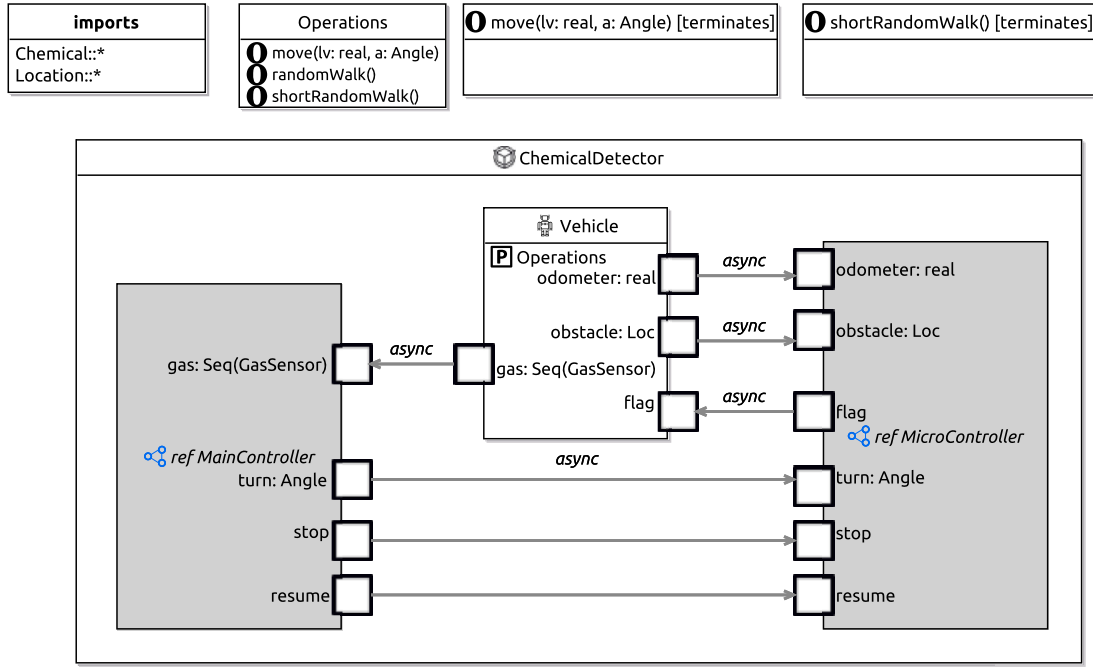 imports
Chemical::*
Location::*
Operations
O move(lv: real, a: Angle)
O randomWalk()
O shortRandomWalk()
O move(lv: real, a: Angle) [terminates]
O shortRandomWalk() [terminates]
ChemicalDetector
Vehicle
P Operations
odometer: real
async
odometer: real
obstacle: Loc
async
obstacle: Loc
gas: Seq(GasSensor)
async
gas: Seq(GasSensor)
flag
async
flag
ref MicroController
ref MainController
turn: Angle
async
turn: Angle
stop
stop
resume
resume